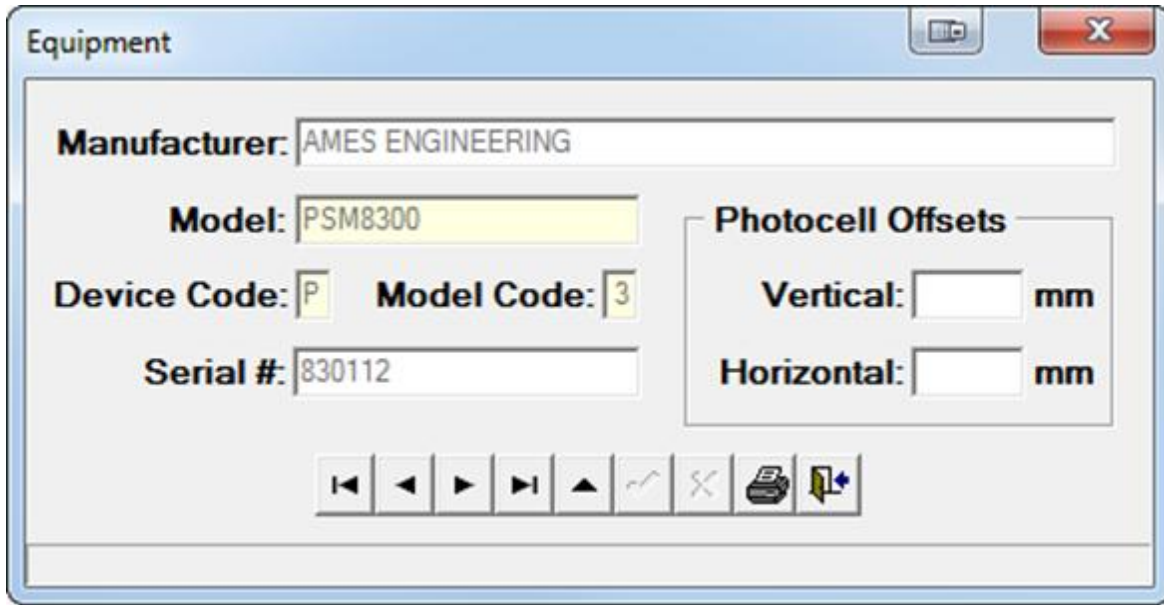 Equipment
Manufacturer: AMES ENGINEERING
Model: PSM8300
Photocell Offsets
Device Code: P Model Code: 3
Vertical: mm
Serial #: 830112
Horizontal: mm